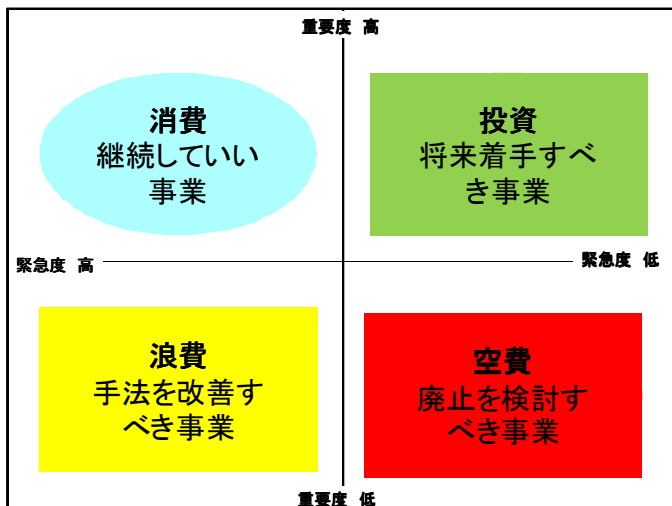 重要度 高
消費
継続していい
事業
投資
将来着手すべ
き事業
緊急度 高
緊急度 低
浪費
手法を改善す
べき事業
空費
廃止を検討す
べき事業
重要度 低